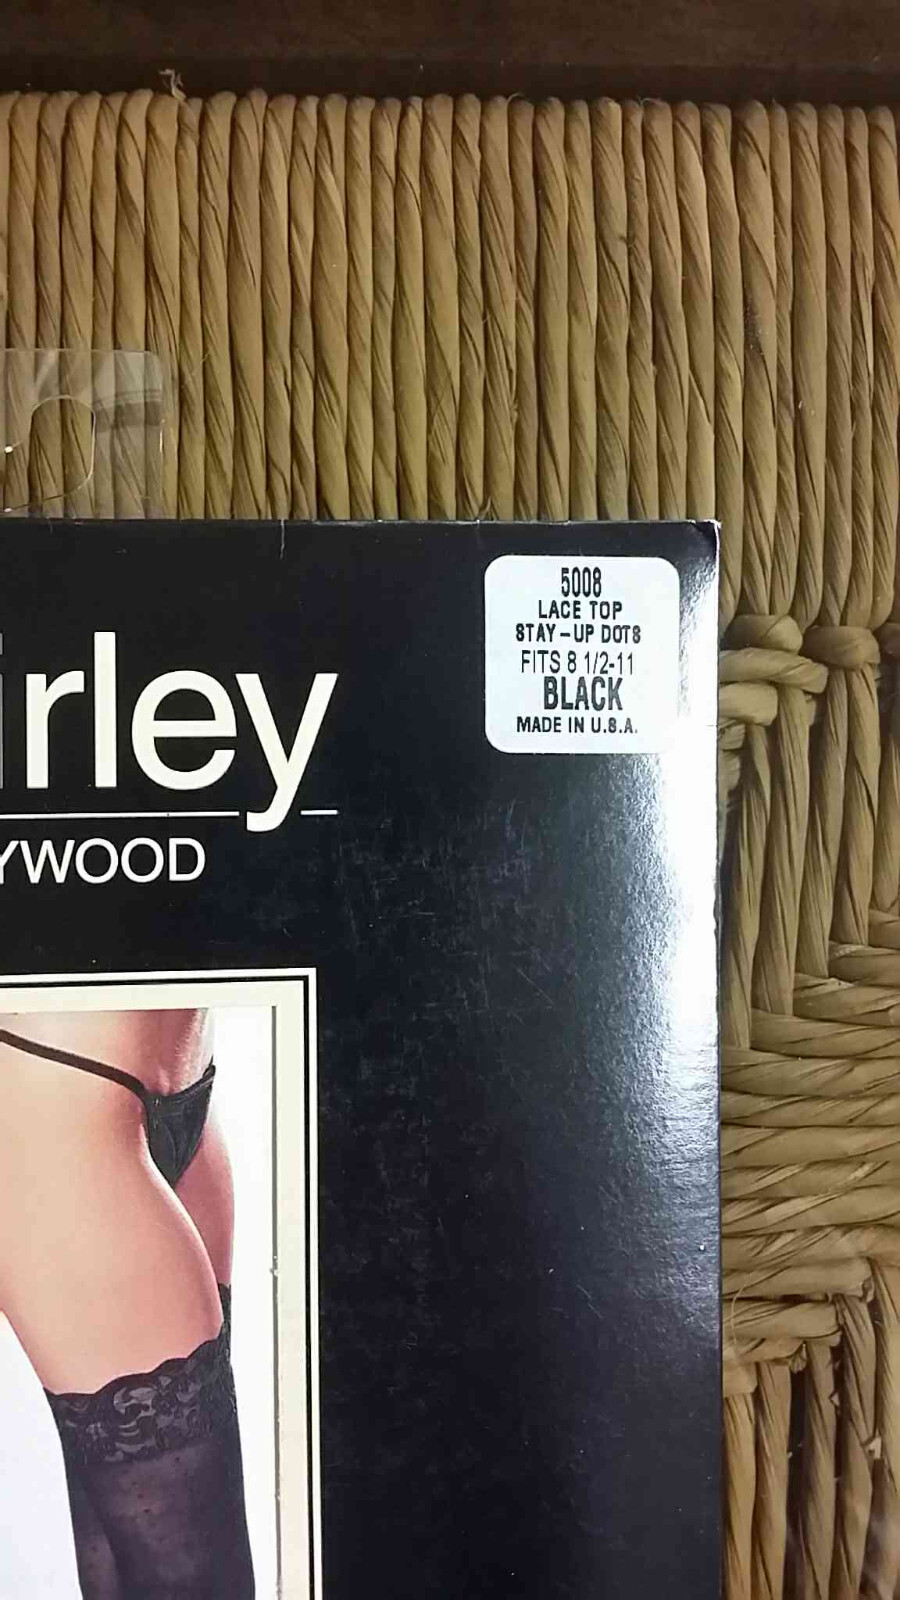 5008
LACE TOP
STAY-UP DOTS
FITS 8 1/2-11
BLACK
MADE IN U.S.A.
irley
YWOOD